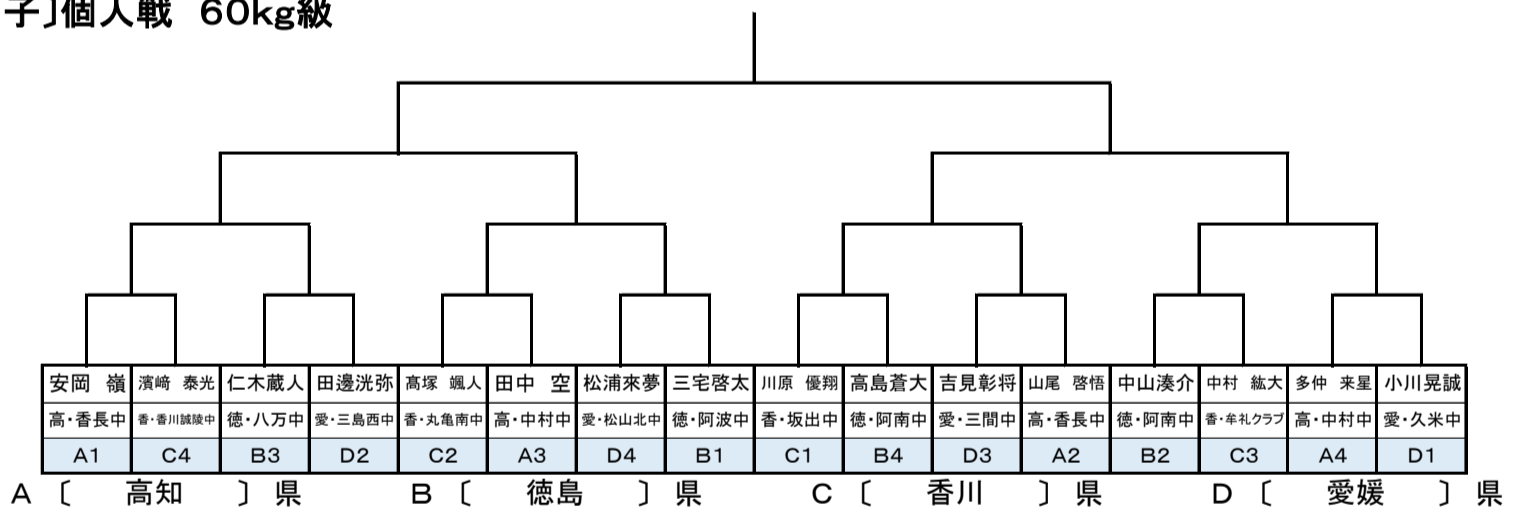 子]個人戦 60kg級
安岡 嶺 濱﨑 泰光 仁木蔵人 田邊洸弥 髙塚 颯人 田中 空 松浦來夢 三宅啓太 川原 優翔 高島蒼大 吉見彰将 山尾 啓悟 中山湊介 中村 紘大 多仲 来星 小川晃誠
高・香長中 香・香川誠陵中 徳・八万中 愛・三島西中 香・丸亀南中 高・中村中 愛・松山北中 徳・阿波中 香・坂出中 徳・阿南中 愛・三間中 高・香長中 徳・阿南中 香・牟礼クラブ 高・中村中 愛・久米中
A1 C4 B3 D2 C2 A3 D4 B1 C1 B4 D3 A2 B2 C3 A4 D1
A 〔 高知 〕県 B 〔 徳島 〕県 C 〔 香川 〕県 D 〔 愛媛 〕県